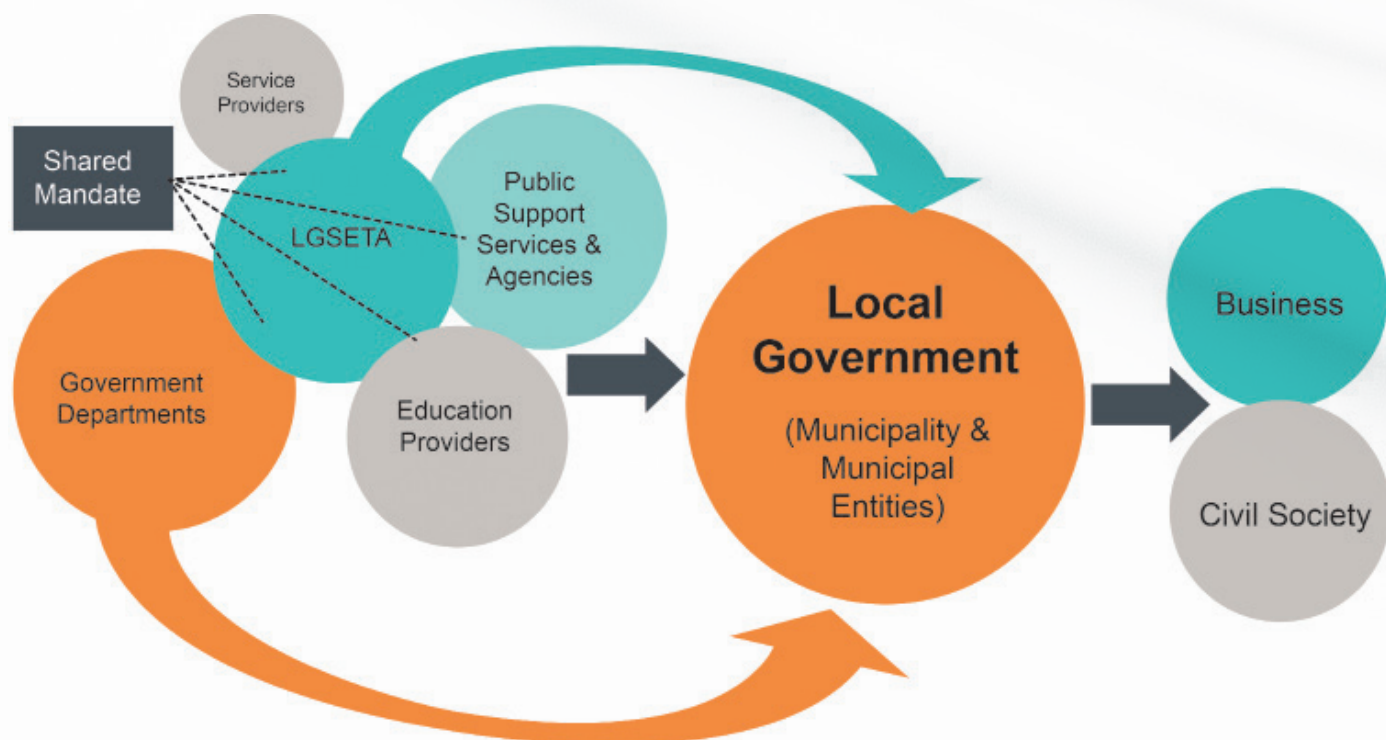 Service
Providers
Shared
Mandate
LGSETA
Public
Support
Services &
Agencies
Government
Departments
Education
Providers
Local
Government
(Municipality &
Municipal
Entities)
Business
Civil Society